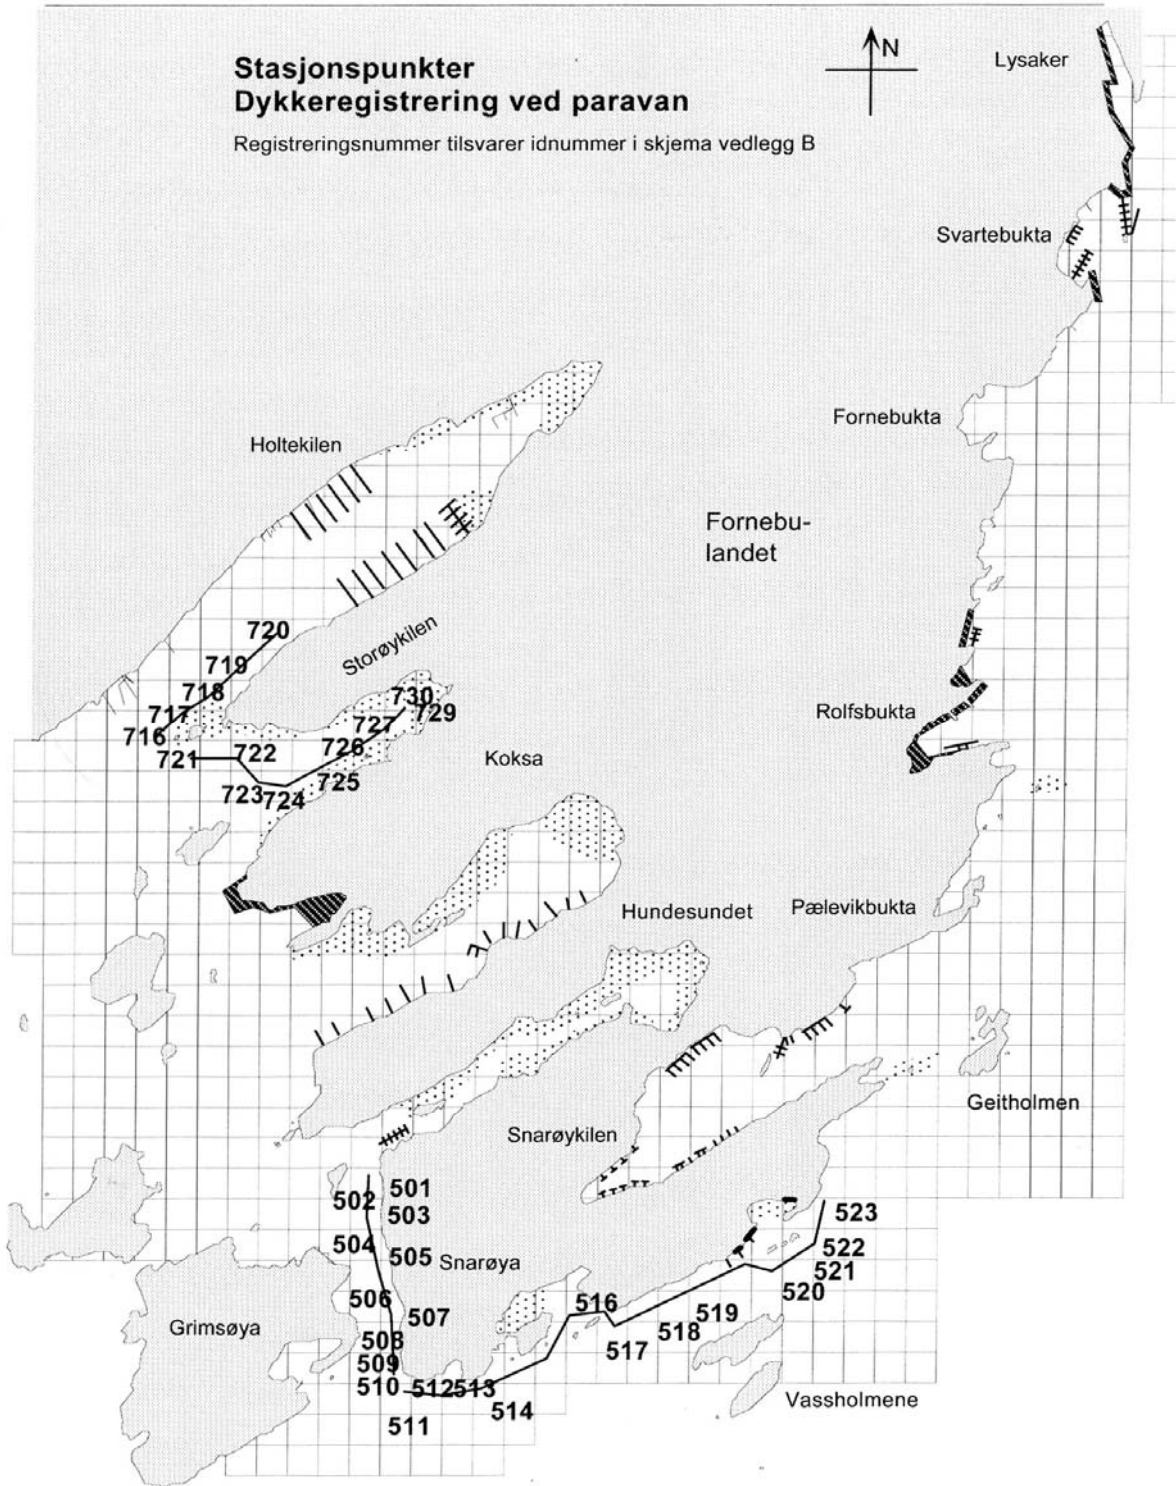 Stasjonspunkter
Dykkeregistrering ved paravan
Registreringsnummer tilsvarer idnummer i skjema vedlegg B
N
Lysaker
Svartebukta
Fornebukta
Holtekilen
Fornebu-
landet
720
Storøykilen
719
718
717
716
730
729
727
726
725
721
722
723
724
Koksa
Rolfsbukta
Hundesundet
Pælevikbukta
Geitholmen
Snarøykilen
501
502
503
504
505
506
507
508
509
510
511
512
513
514
Snarøya
Grimsøya
516
517
518
519
520
521
522
523
Vassholmene